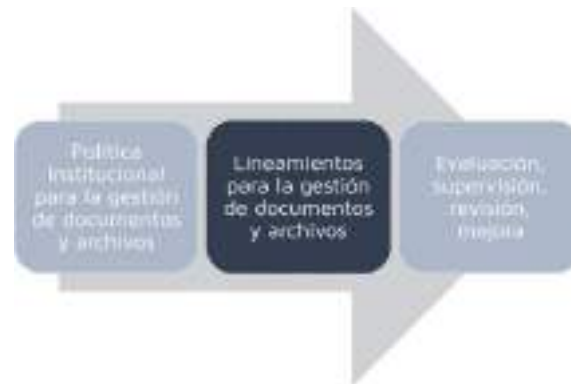 Política
Institucional
para la gestión
de documentos
y archivos
Lineamientos
para la gestión
de documentos
y archivos
Evaluación,
supervisión,
revisión,
mejora